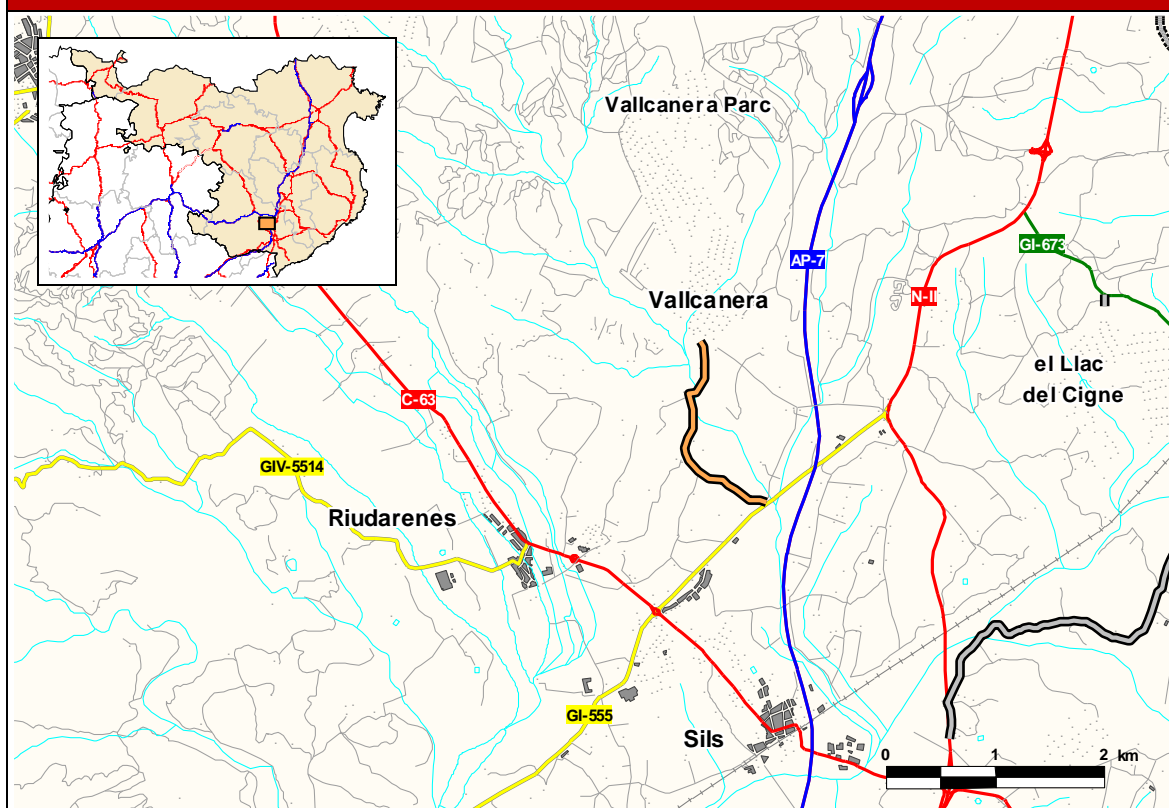 Vallcanera Parc
GI-673
AP-7
Vallcanera
N-II
el Llac
del Cigne
C-63
GIV-5514
Riudarenes
GI-555
Sils
0 1 2 km